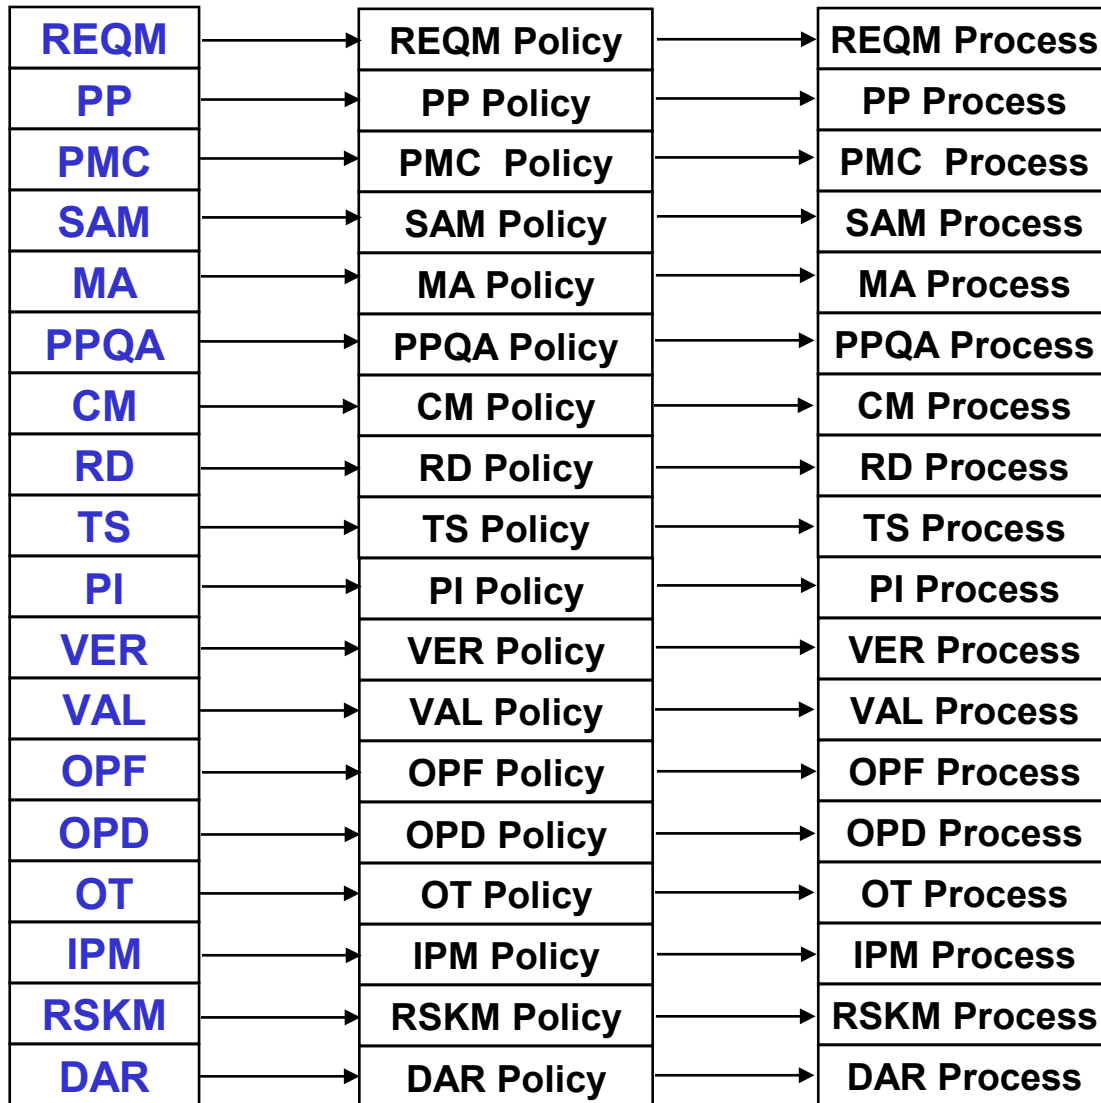 REQM REQM Policy REQM Process
PP PP Policy PP Process
PMC PMC  Policy PMC  Process
SAM SAM Policy SAM Process
MA MA Policy MA Process
PPQA PPQA Policy PPQA Process
CM CM Policy CM Process
RD RD Policy RD Process
TS TS Policy TS Process
PI PI Policy PI Process
VER VER Policy VER Process
VAL VAL Policy VAL Process
OPF OPF Policy OPF Process
OPD OPD Policy OPD Process
OT OT Policy OT Process
IPM IPM Policy IPM Process
RSKM RSKM Policy RSKM Process
DAR DAR Policy DAR Process